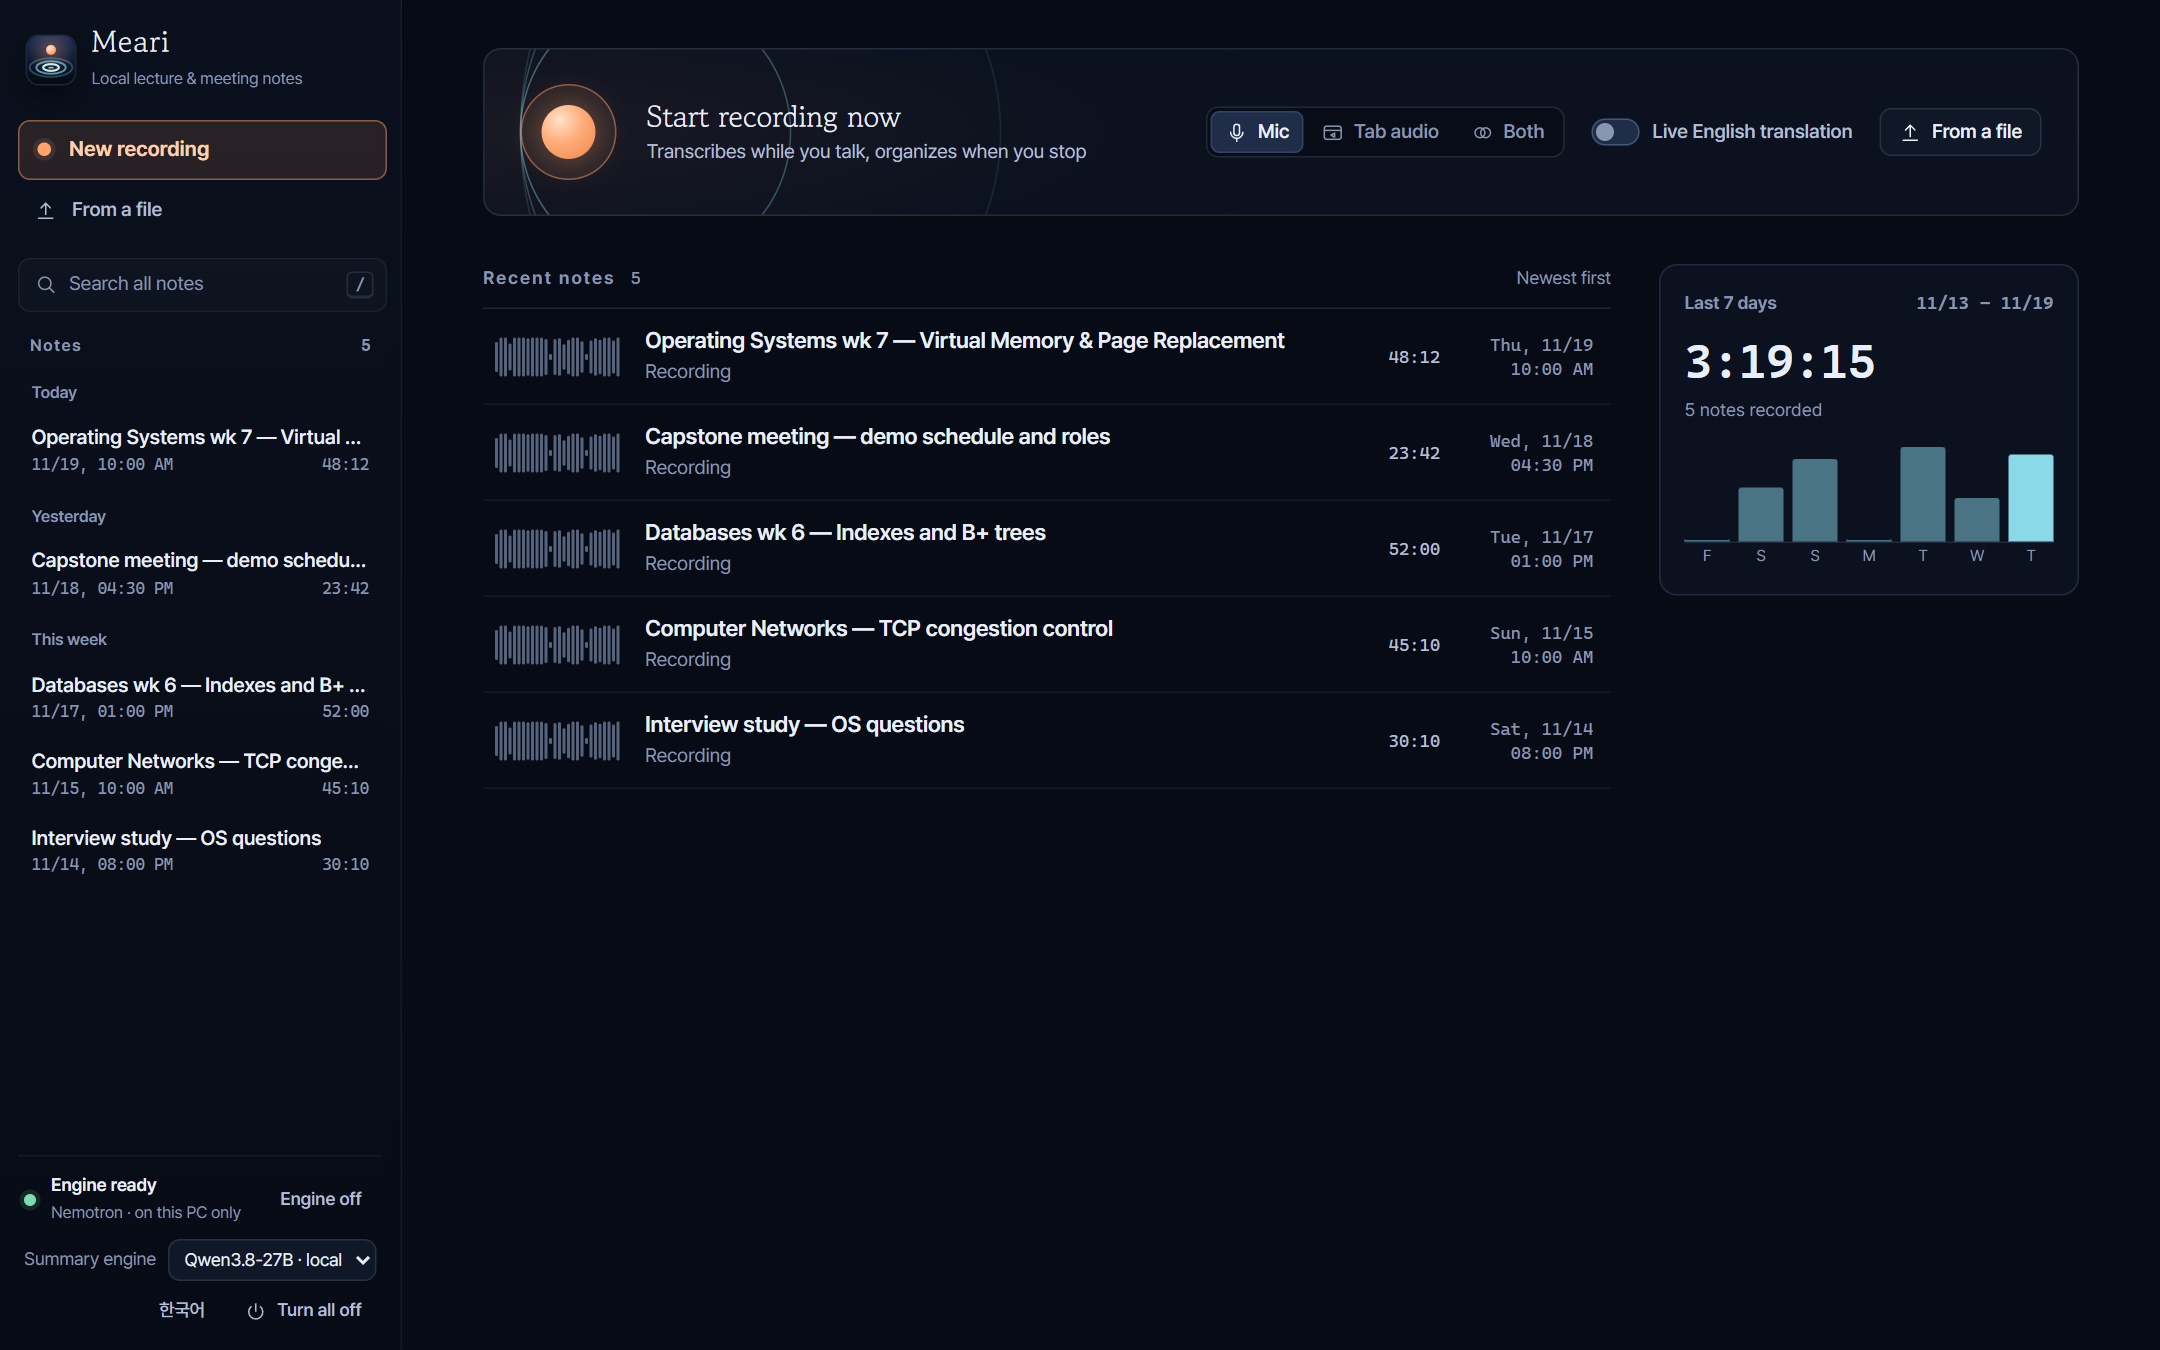 Meari
Local lecture & meeting notes
New recording
From a file
Search all notes /
Notes 5
Today
Operating Systems wk 7 — Virtual ...
11/19, 10:00 AM 48:12
Yesterday
Capstone meeting — demo schedu...
11/18, 04:30 PM 23:42
This week
Databases wk 6 — Indexes and B+ ...
11/17, 01:00 PM 52:00
Computer Networks — TCP conge...
11/15, 10:00 AM 45:10
Interview study — OS questions
11/14, 08:00 PM 30:10
Engine ready
Nemotron · on this PC only
Engine off
Summary engine Qwen3.8-27B · local
한국어 Turn all off
Start recording now
Transcribes while you talk, organizes when you stop
Mic Tab audio Both Live English translation From a file
Recent notes 5 Newest first
Operating Systems wk 7 — Virtual Memory & Page Replacement
Recording
48:12
Thu, 11/19
10:00 AM
Capstone meeting — demo schedule and roles
Recording
23:42
Wed, 11/18
04:30 PM
Databases wk 6 — Indexes and B+ trees
Recording
52:00
Tue, 11/17
01:00 PM
Computer Networks — TCP congestion control
Recording
45:10
Sun, 11/15
10:00 AM
Interview study — OS questions
Recording
30:10
Sat, 11/14
08:00 PM
Last 7 days 11/13 – 11/19
3:19:15
5 notes recorded
F S S M T W T